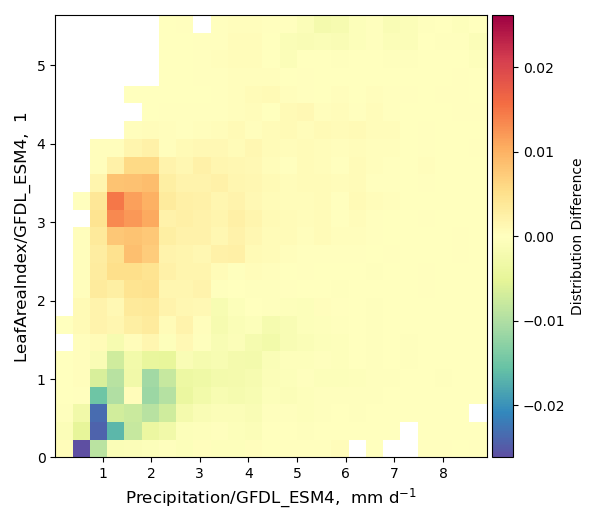 5
4
3
2
1
0
LeafAreaIndex/GFDL_ESM4,  1
1 2 3 4 5 6 7 8
Precipitation/GFDL_ESM4,  mm d⁻¹
0.02
0.01
0.00
−0.01
−0.02
Distribution Difference